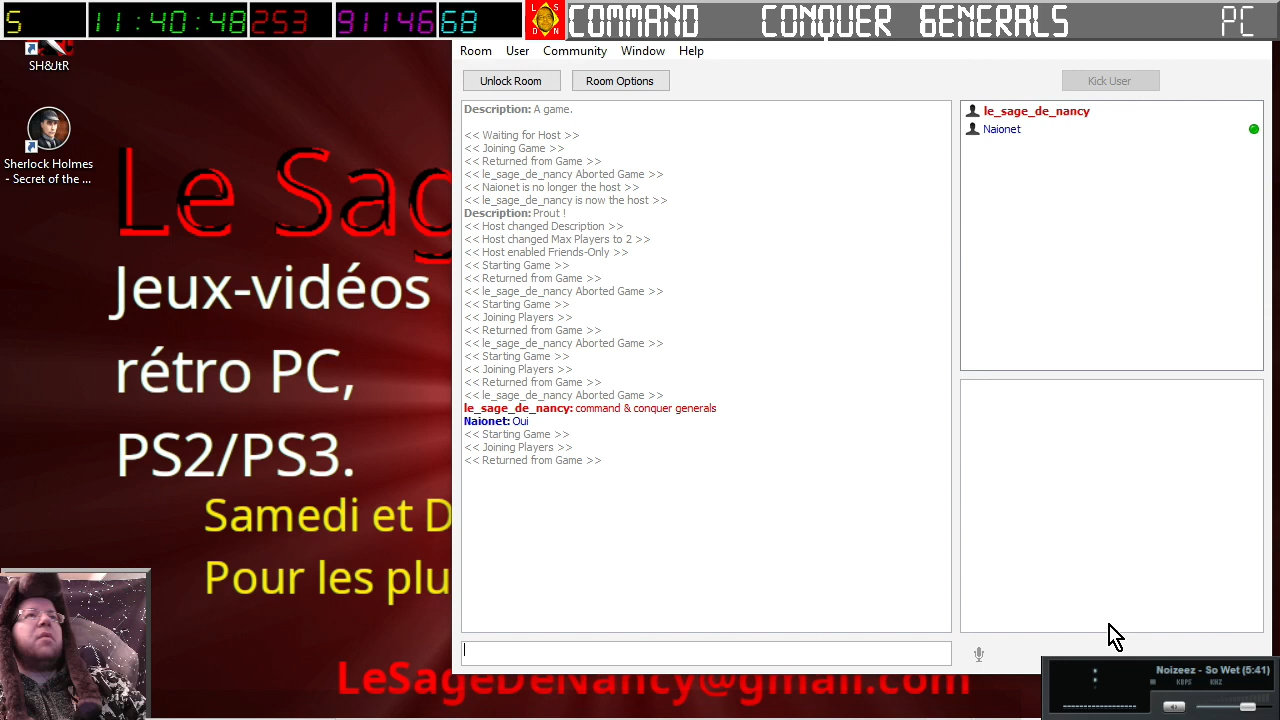 5 11:40:48 253 91146 68 COMMAND CONQUER GENERALS PC
SH&JtR
Sherlock Holmes
- Secret of the ...
Le Sag
Jeux-vidéos
rétro PC,
PS2/PS3.
Samedi et D
Pour les plu
LeSageDeNancy@gmail.com
Room User Community Window Help
Unlock Room Room Options Kick User
Description: A game.
<< Waiting for Host >>
<< Joining Game >>
<< Returned from Game >>
<< le_sage_de_nancy Aborted Game >>
<< Naionet is no longer the host >>
<< le_sage_de_nancy is now the host >>
Description: Prout !
<< Host changed Description >>
<< Host changed Max Players to 2 >>
<< Host enabled Friends-Only >>
<< Starting Game >>
<< Returned from Game >>
<< le_sage_de_nancy Aborted Game >>
<< Starting Game >>
<< Joining Players >>
<< Returned from Game >>
<< le_sage_de_nancy Aborted Game >>
<< Starting Game >>
<< Joining Players >>
<< Returned from Game >>
<< le_sage_de_nancy Aborted Game >>
le_sage_de_nancy: command & conquer generals
Naionet: Oui
<< Starting Game >>
<< Joining Players >>
<< Returned from Game >>
le_sage_de_nancy
Naionet
Noizeez - So Wet (5:41)
KBPS KHZ